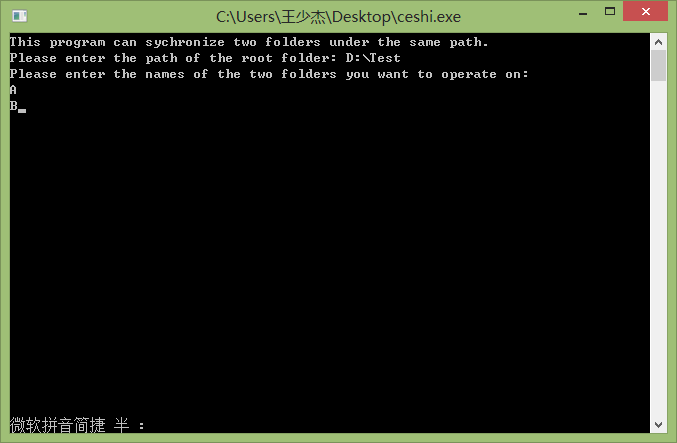 C:\Users\王少杰\Desktop\ceshi.exe
This program can sychronize two folders under the same path.
Please enter the path of the root folder: D:\Test
Please enter the names of the two folders you want to operate on:
A
B
微软拼音简捷 半 :